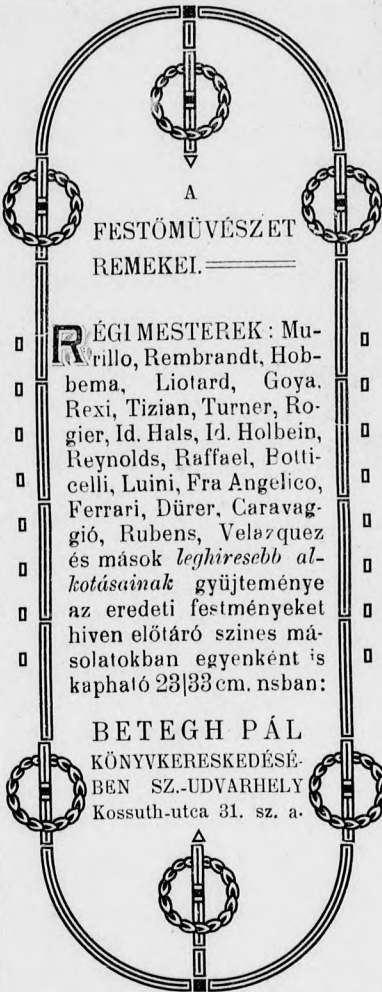 A
FESTŐMŰVÉSZET
REMEKEI.
RÉGI MESTEREK: Mu-
rillo, Rembrandt, Hob-
bema, Liotard, Goya.
Rexi, Tizian, Turner, Ro-
gier, Id. Hals, Id. Holbein,
Reynolds, Raffael, Botti-
celli, Luini, Fra Angelico,
Ferrari, Dürer, Caravag-
gió, Rubens, Velazquez
és mások leghiresebb al-
kotásainak gyüjteménye
az eredeti festményeket
hiven előtáró szines má-
solatokban egyenként is
kapható 23|33 cm. nsban:
BETEGH PÁL
KÖNYVKERESKEDÉSÉ-
BEN SZ.-UDVARHELY
Kossuth-utca 31. sz. a.